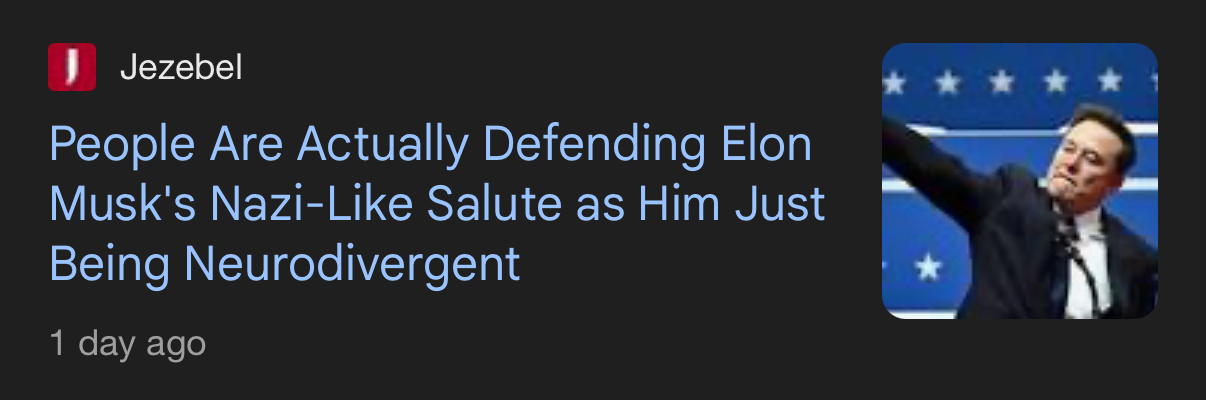 Jezebel
People Are Actually Defending Elon
Musk's Nazi-Like Salute as Him Just
Being Neurodivergent
1 day ago